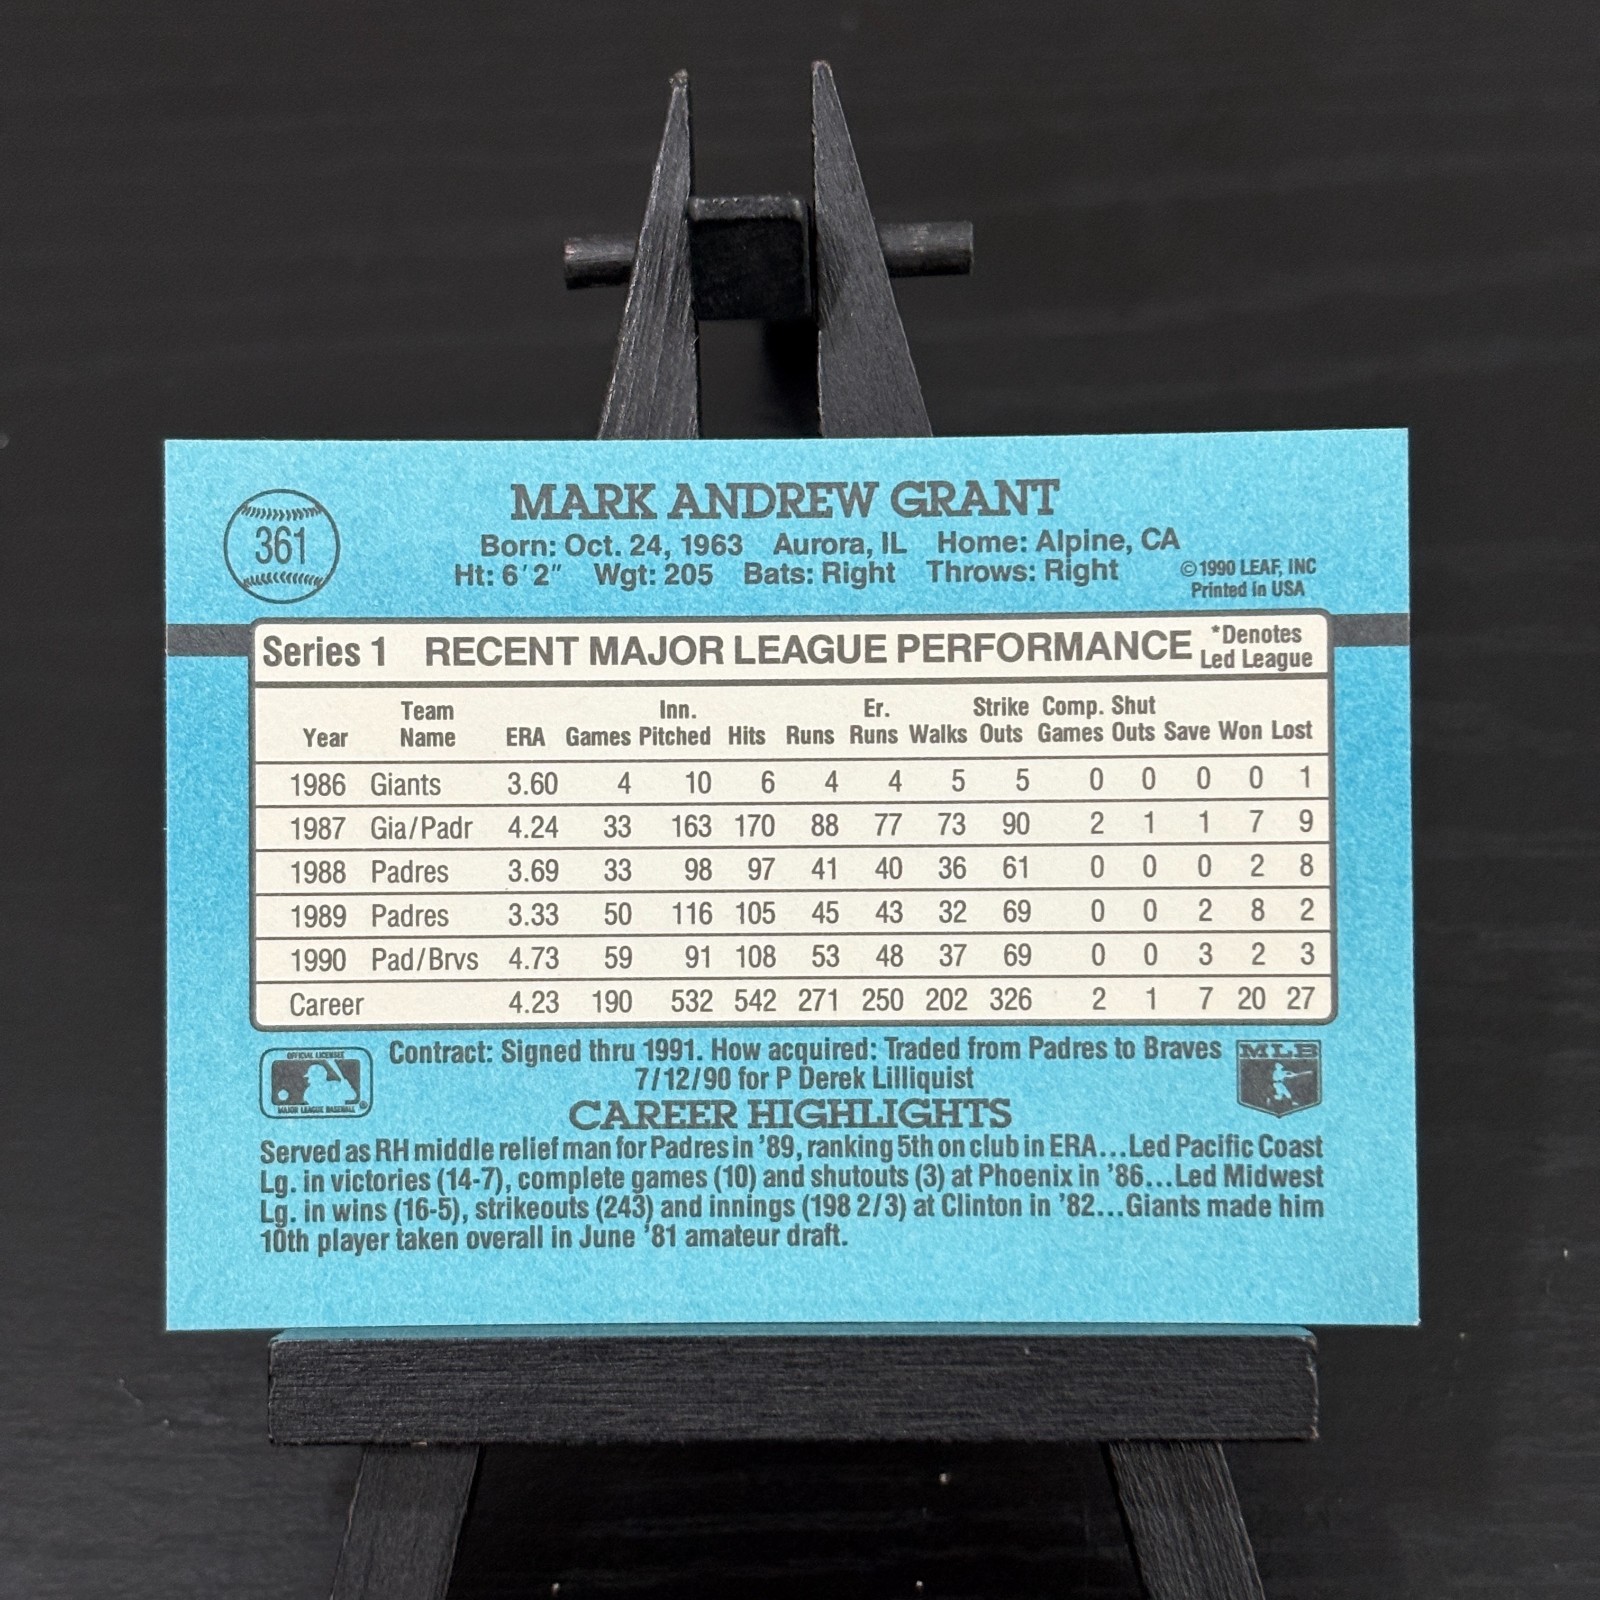 361
MARK ANDREW GRANT
Born: Oct. 24, 1963 Aurora, IL Home: Alpine, CA
Ht: 6'2" Wgt: 205 Bats: Right Throws: Right
©1990 LEAF, INC
Printed in USA
Series 1 RECENT MAJOR LEAGUE PERFORMANCE *Denotes Led League
Year Team Name ERA Games Inn. Pitched Hits Runs Er. Runs Walks Strike Outs Comp. Games Shut Outs Save Won Lost
1986 Giants 3.60 4 10 6 4 4 5 5 0 0 0 0 1
1987 Gia/Padr 4.24 33 163 170 88 77 73 90 2 1 1 7 9
1988 Padres 3.69 33 98 97 41 40 36 61 0 0 0 2 8
1989 Padres 3.33 50 116 105 45 43 32 69 0 0 2 8 2
1990 Pad/Brvs 4.73 59 91 108 53 48 37 69 0 0 3 2 3
Career 4.23 190 532 542 271 250 202 326 2 1 7 20 27
OFFICIAL LICENSEE
MAJOR LEAGUE BASEBALL
Contract: Signed thru 1991. How acquired: Traded from Padres to Braves
7/12/90 for P Derek Lilliquist
MLB
CAREER HIGHLIGHTS
Served as RH middle relief man for Padres in '89, ranking 5th on club in ERA...Led Pacific Coast
Lg. in victories (14-7), complete games (10) and shutouts (3) at Phoenix in '86...Led Midwest
Lg. in wins (16-5), strikeouts (243) and innings (198 2/3) at Clinton in '82...Giants made him
10th player taken overall in June '81 amateur draft.